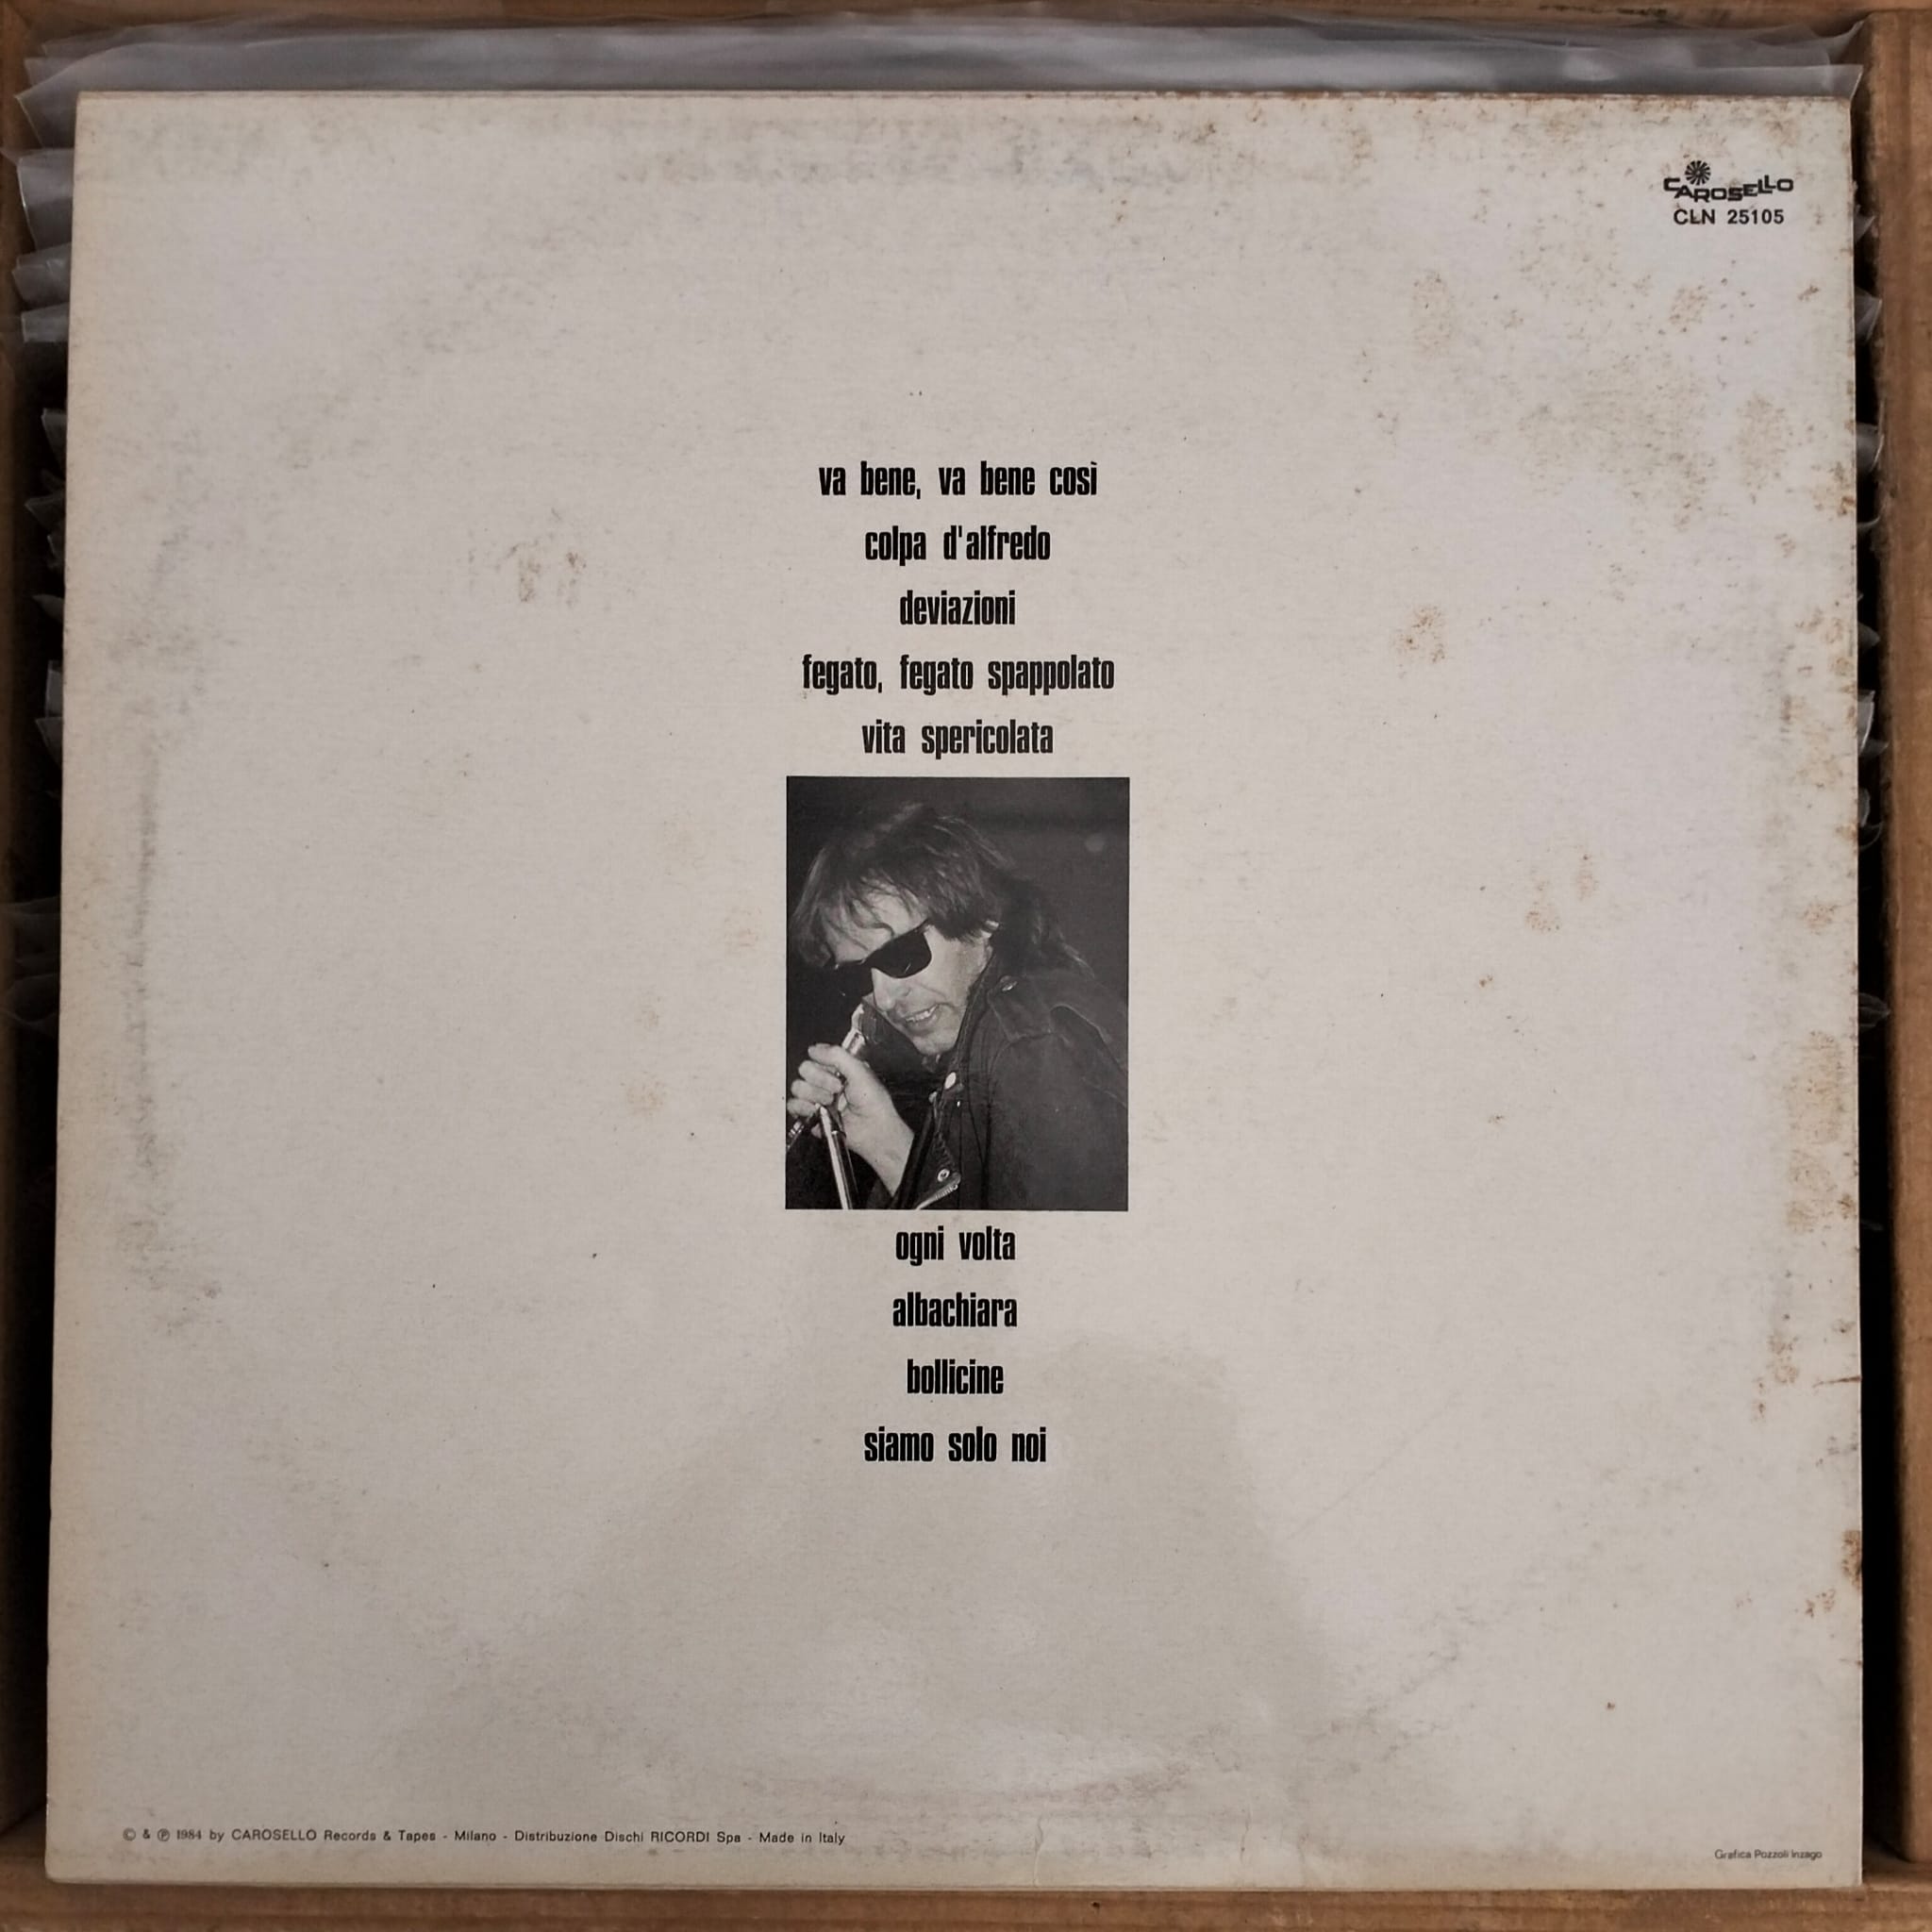 CAROSELLO
CLN 25105
va bene, va bene così
colpa d'alfredo
deviazioni
fegato, fegato spappolato
vita spericolata
ogni volta
albachiara
bollicine
siamo solo noi
© & ℗ 1984 by CAROSELLO Records & Tapes - Milano - Distribuzione Dischi RICORDI Spa - Made in Italy
Grafica Pozzoli Inzago